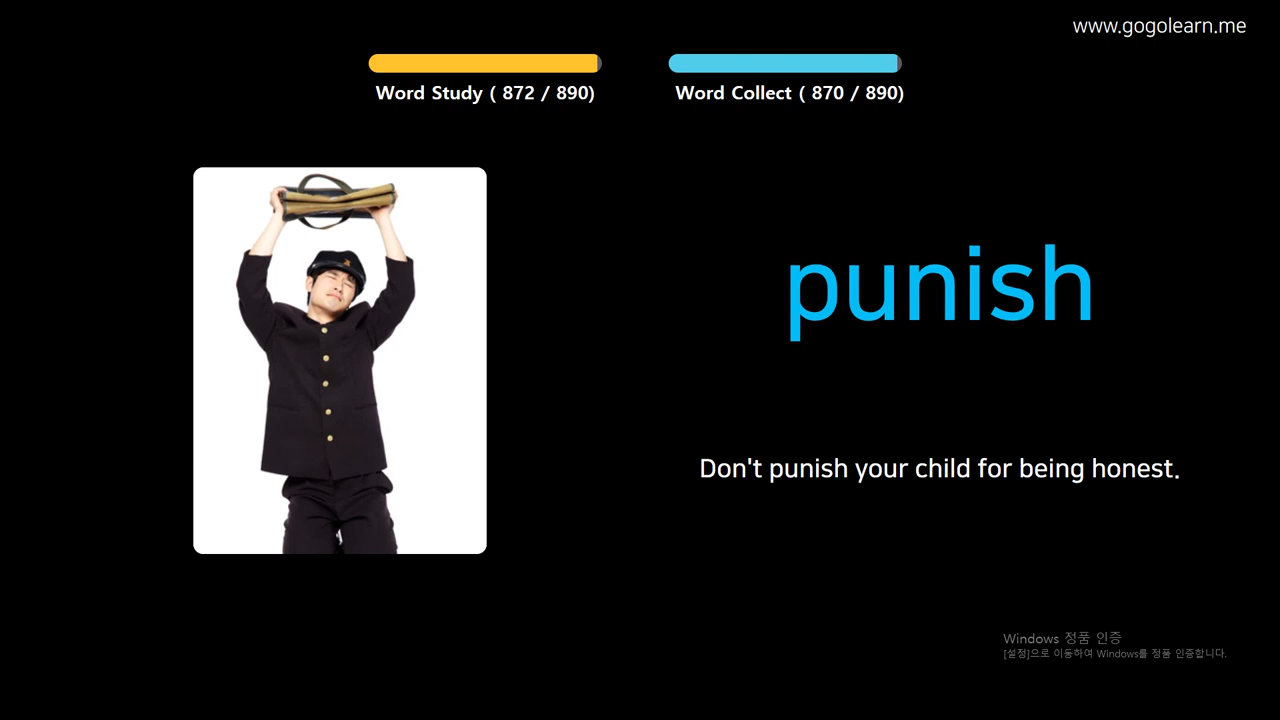 www.gogolearn.me
Word Study ( 872 / 890)
Word Collect ( 870 / 890)
punish
Don't punish your child for being honest.
Windows 정품 인증
[설정]으로 이동하여 Windows를 정품 인증합니다.